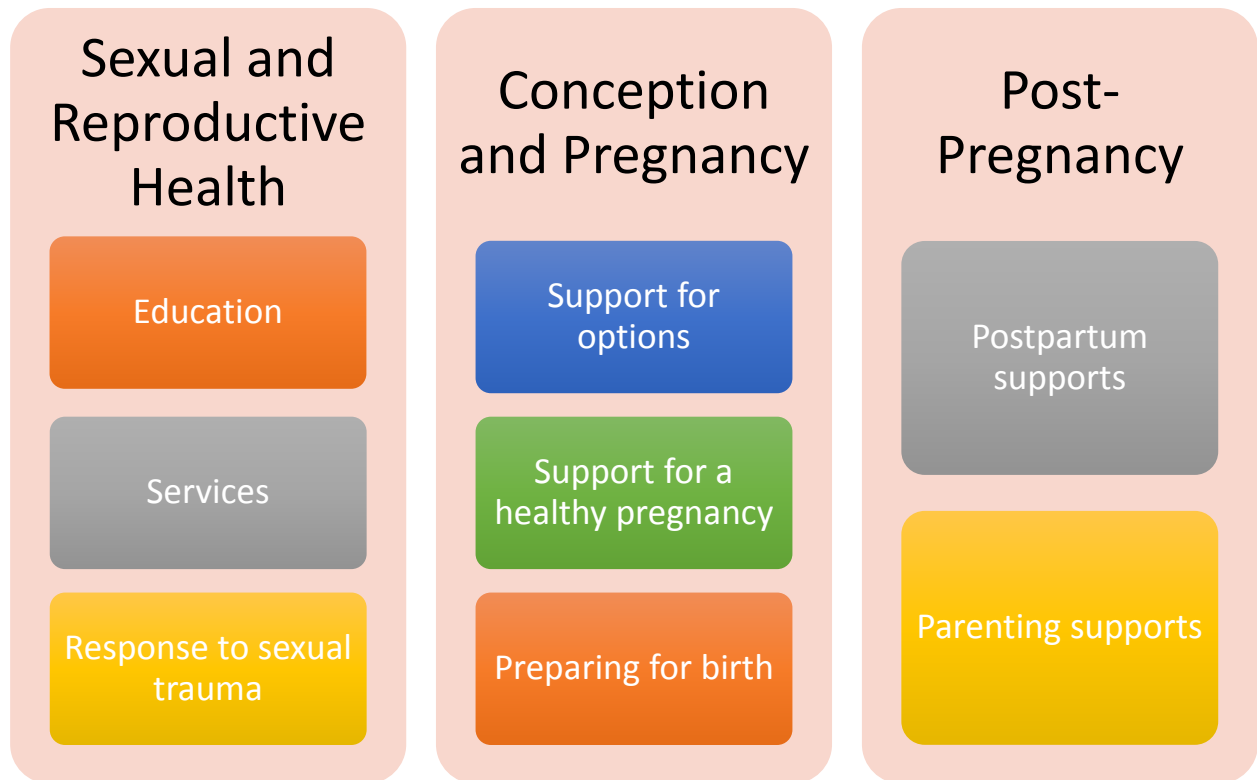 Sexual and
Reproductive
Health
Education
Services
Response to sexual
trauma
Conception
and Pregnancy
Support for
options
Support for a
healthy pregnancy
Preparing for birth
Post-
Pregnancy
Postpartum
supports
Parenting supports